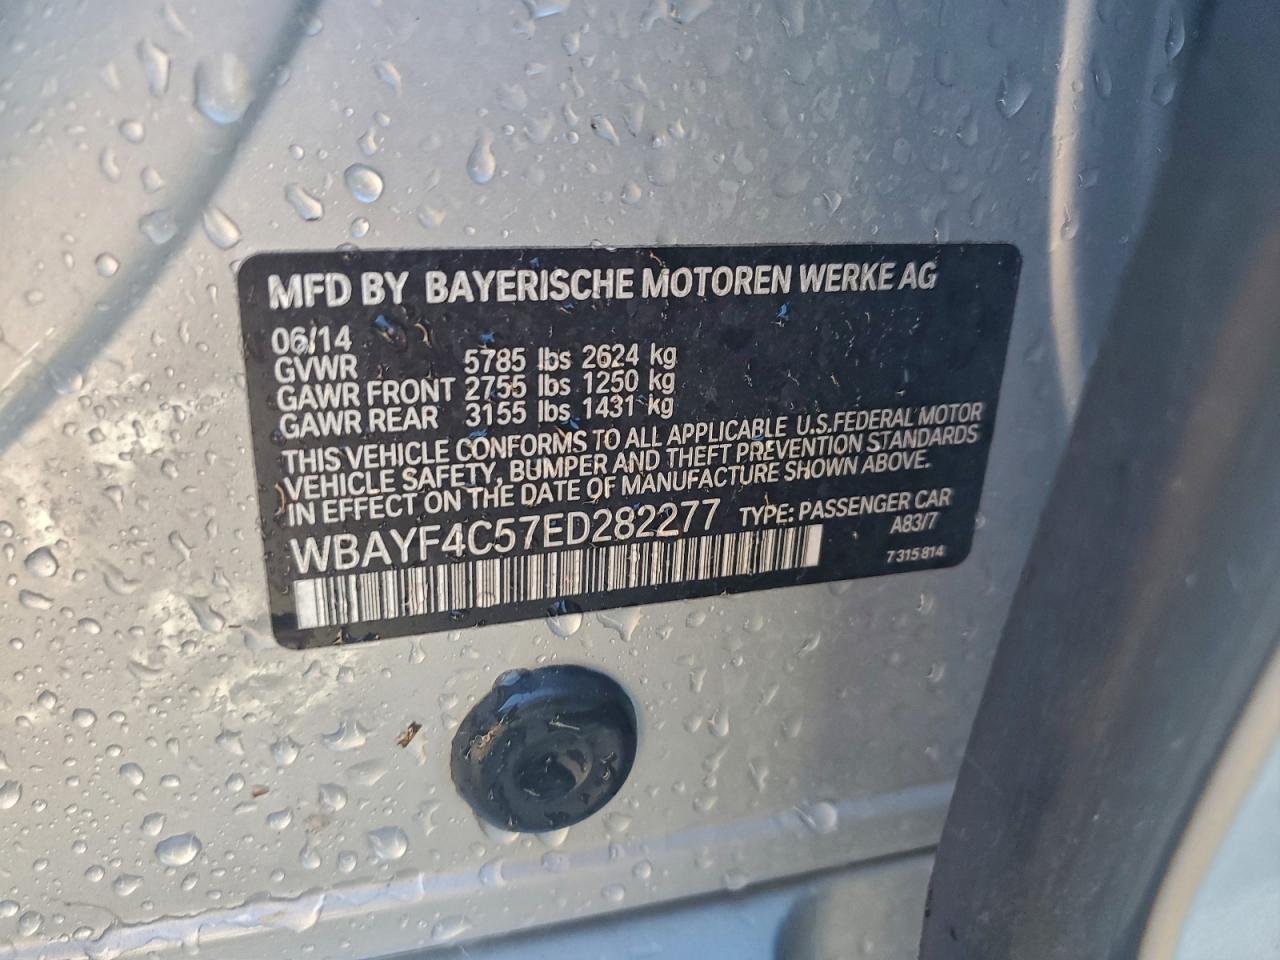 MFD BY BAYERISCHE MOTOREN WERKE AG
06/14
GVWR 5785 lbs 2624 kg
GAWR FRONT 2755 lbs 1250 kg
GAWR REAR 3155 lbs 1431 kg
THIS VEHICLE CONFORMS TO ALL APPLICABLE U.S.FEDERAL MOTOR
VEHICLE SAFETY, BUMPER AND THEFT PREVENTION STANDARDS
IN EFFECT ON THE DATE OF MANUFACTURE SHOWN ABOVE.
WBAYF4C57ED282277 TYPE: PASSENGER CAR
A83/7
7 315 814